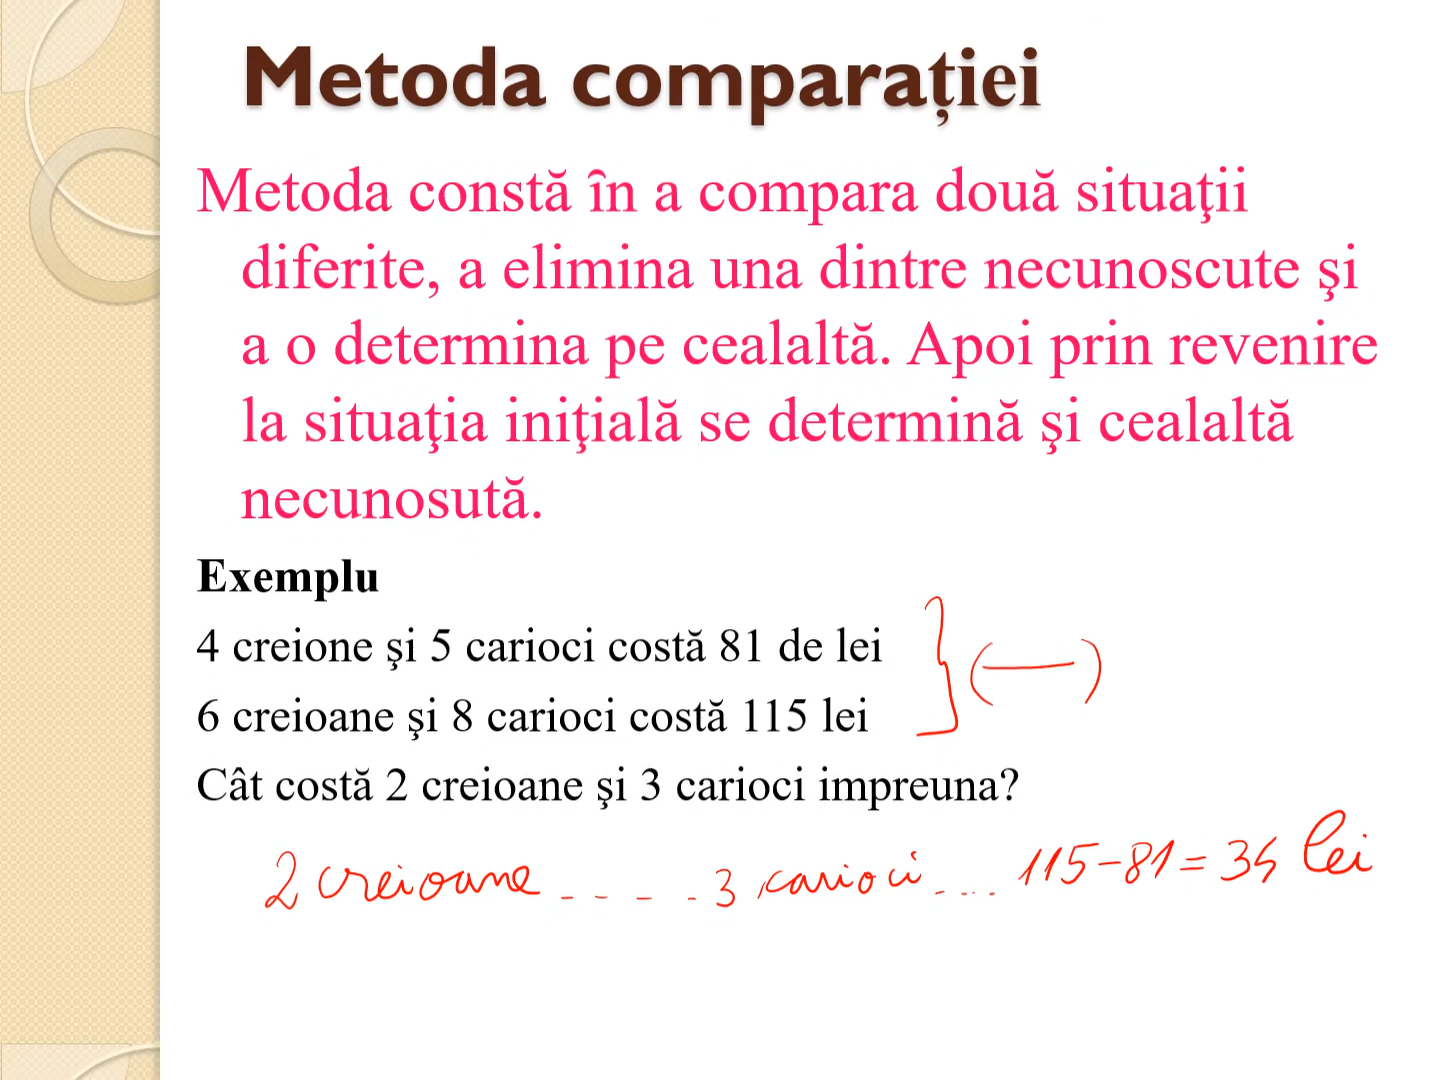 Metoda comparației
Metoda constă în a compara două situaţii
diferite, a elimina una dintre necunoscute şi
a o determina pe cealaltă. Apoi prin revenire
la situaţia iniţială se determină şi cealaltă
necunosută.
Exemplu
4 creione şi 5 carioci costă 81 de lei
6 creioane şi 8 carioci costă 115 lei
(—)
Cât costă 2 creioane şi 3 carioci impreuna?
2 creioane - - - - 3 carioci.... 115-81=34 lei